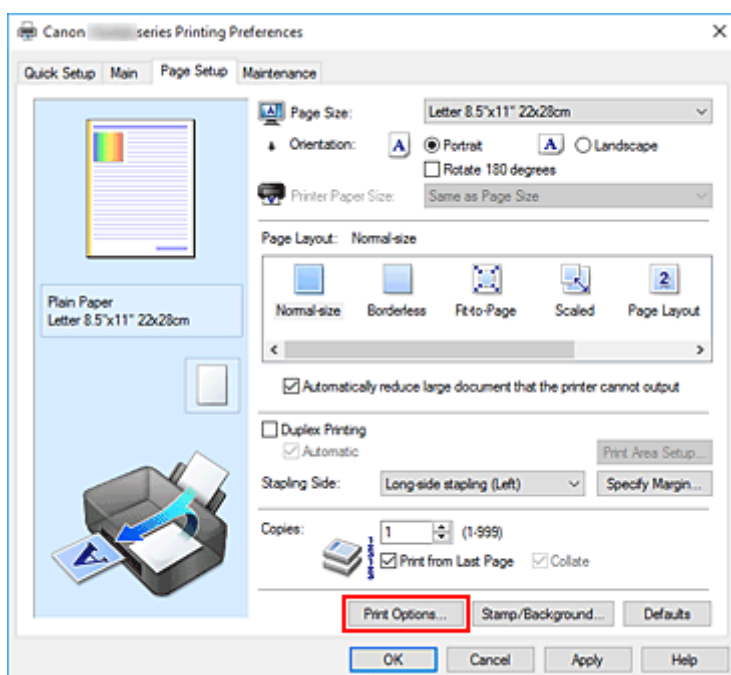 Canon series Printing Preferences
Quick Setup Main Page Setup Maintenance
Page Size: Letter 8.5"x11" 22x28cm
Orientation: A Portrait A Landscape
Rotate 180 degrees
Printer Paper Size: Same as Page Size
Page Layout: Normal-size
Normal-size Borderless Fit-to-Page Scaled Page Layout
Automatically reduce large document that the printer cannot output
Plain Paper
Letter 8.5"x11" 22x28cm
Duplex Printing
Automatic Print Area Setup...
Stapling Side: Long-side stapling (Left) Specify Margin...
Copies: 1 (1-999)
Print from Last Page Collate
Print Options... Stamp/Background... Defaults
OK Cancel Apply Help